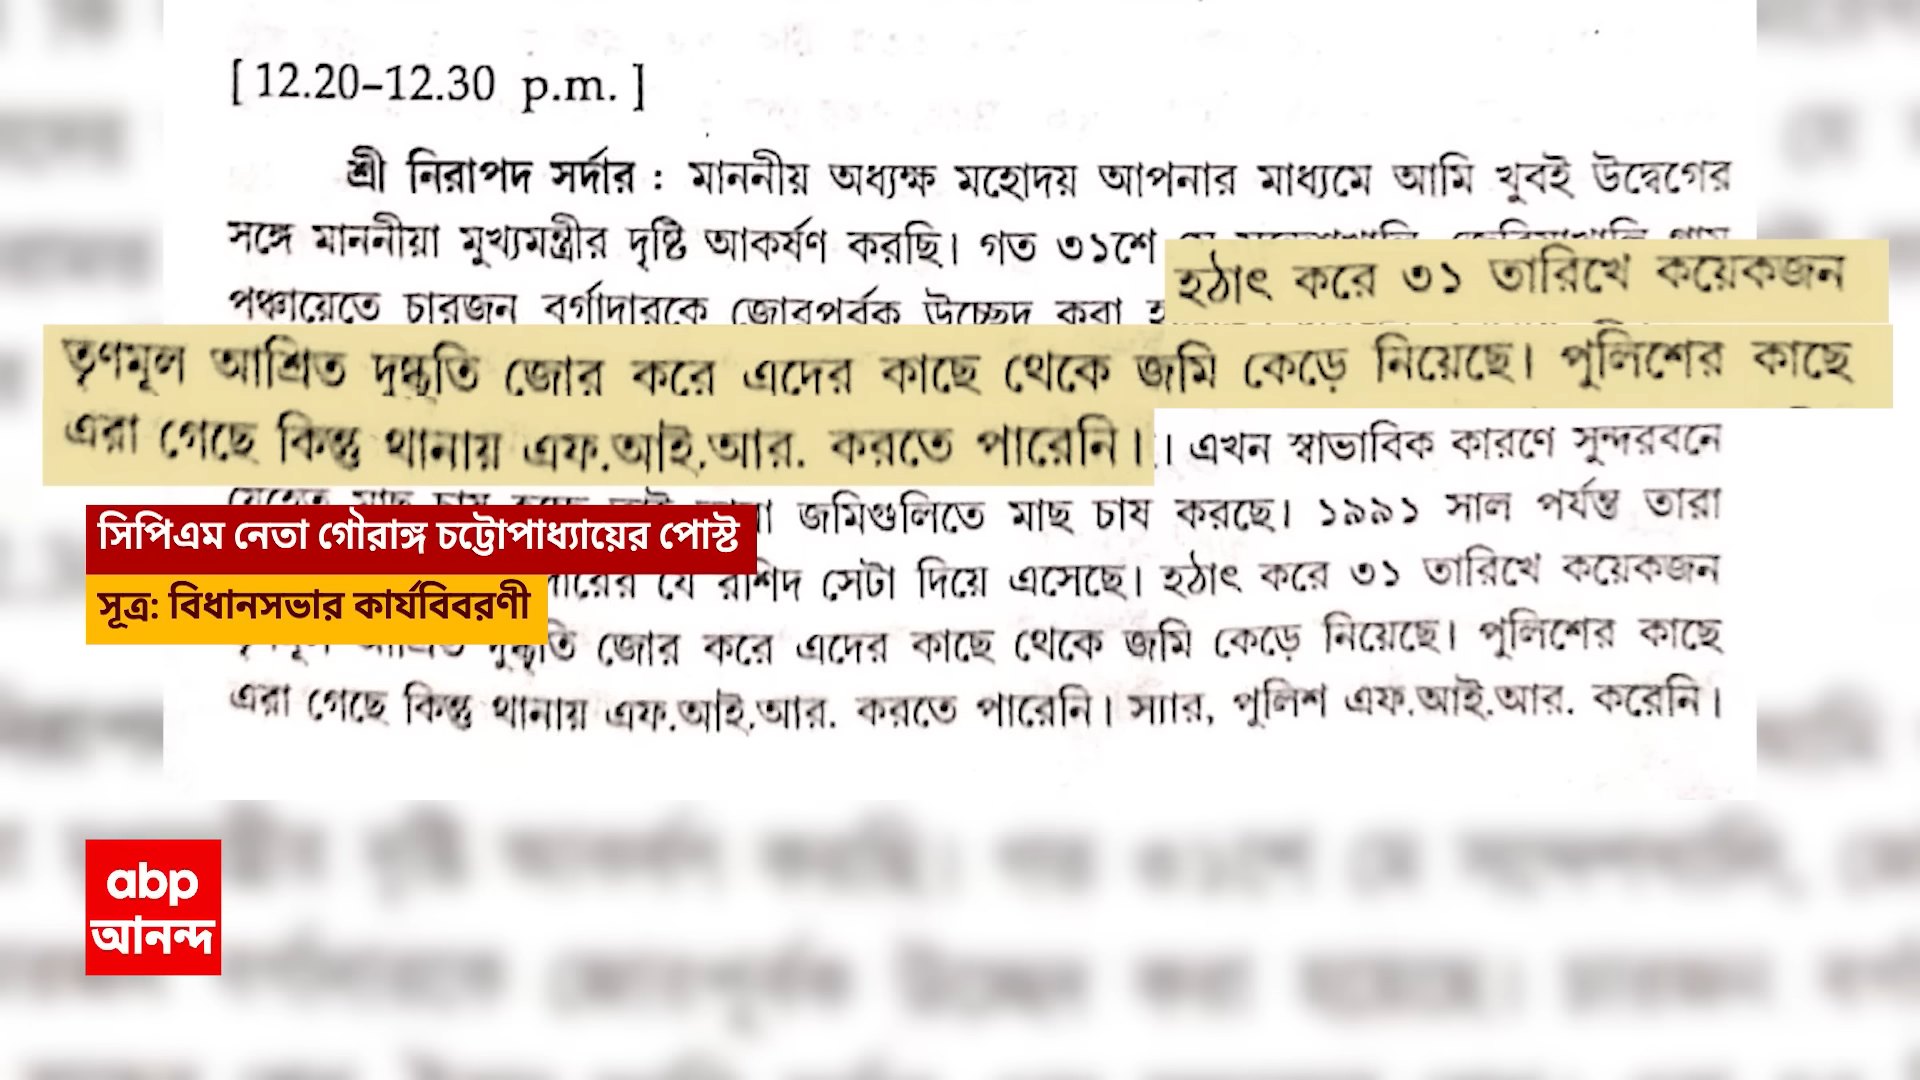 [ 12.20–12.30 p.m. ]
শ্রী নিরাপদ সর্দার : মাননীয় অধ্যক্ষ মহোদয় আপনার মাধ্যমে আমি খুবই উদ্বেগের
সঙ্গে মাননীয়া মুখ্যমন্ত্রীর দৃষ্টি আকর্ষণ করছি। গত ৩১শে
পঞ্চায়েতে চারজন বর্গাদারকে জোরপূর্বক উচ্ছেদ করা
হঠাৎ করে ৩১ তারিখে কয়েকজন
তৃণমূল আশ্রিত দুষ্কৃতি জোর করে এদের কাছে থেকে জমি কেড়ে নিয়েছে। পুলিশের কাছে
এরা গেছে কিন্তু থানায় এফ.আই.আর. করতে পারেনি।
। এখন স্বাভাবিক কারণে সুন্দরবনে
জমিগুলিতে মাছ চাষ করছে। ১৯৯১ সাল পর্যন্ত তারা
যে রশিদ সেটা দিয়ে এসেছে। হঠাৎ করে ৩১ তারিখে কয়েকজন
জোর করে এদের কাছে থেকে জমি কেড়ে নিয়েছে। পুলিশের কাছে
এরা গেছে কিন্তু থানায় এফ.আই.আর. করতে পারেনি। স্যার, পুলিশ এফ.আই.আর. করেনি।
সিপিএম নেতা গৌরাঙ্গ চট্টোপাধ্যায়ের পোস্ট
সূত্র: বিধানসভার কার্যবিবরণী
abp
আনন্দ